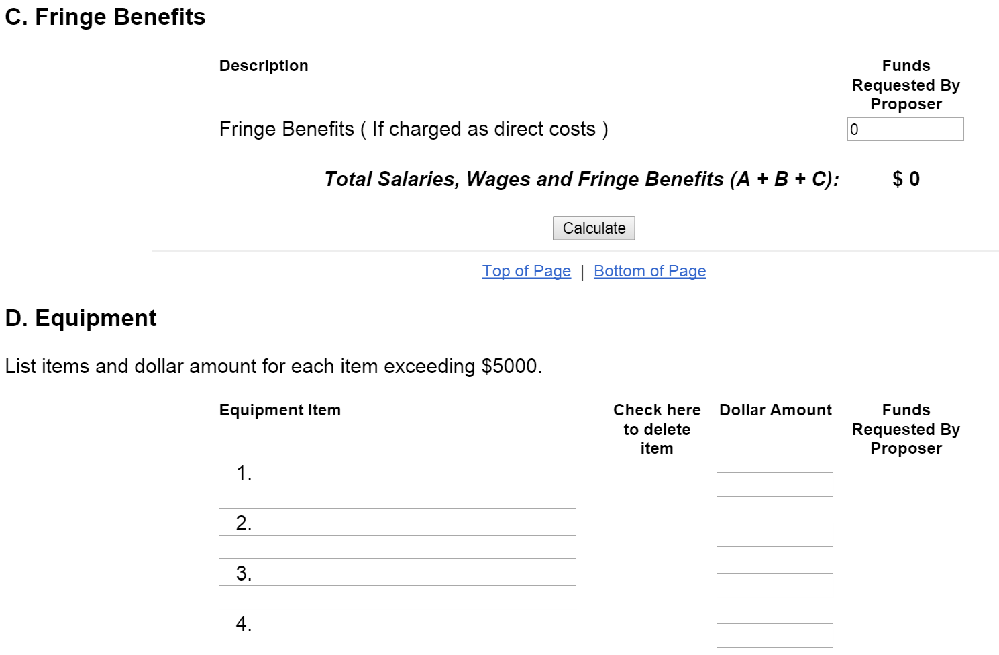 C. Fringe Benefits
Description
Funds
Requested By
Proposer
Fringe Benefits ( If charged as direct costs )
0
Total Salaries, Wages and Fringe Benefits (A + B + C):
$ 0
Calculate
Top of Page | Bottom of Page
D. Equipment
List items and dollar amount for each item exceeding $5000.
Equipment Item
Check here
to delete
item
Dollar Amount
Funds
Requested By
Proposer
1.
2.
3.
4.